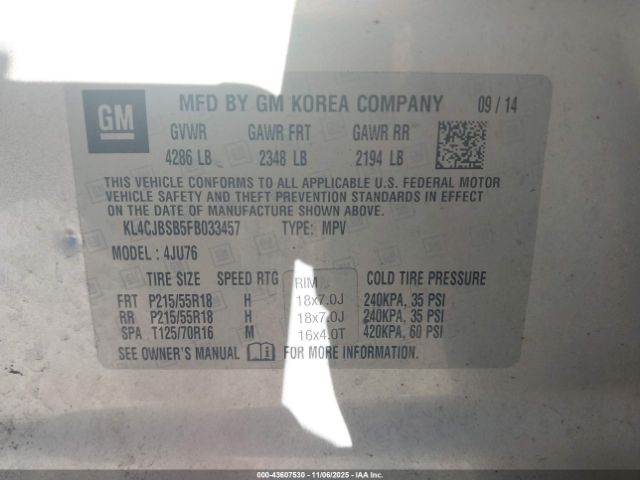 GM
MFD BY GM KOREA COMPANY 09/14
GVWR GAWR FRT GAWR RR
4286 LB 2348 LB 2194 LB
THIS VEHICLE CONFORMS TO ALL APPLICABLE U.S. FEDERAL MOTOR
VEHICLE SAFETY AND THEFT PREVENTION STANDARDS IN EFFECT
ON THE DATE OF MANUFACTURE SHOWN ABOVE.
KL4CJBSB5FB033457 TYPE: MPV
MODEL: 4JU76
TIRE SIZE SPEED RTG RIM COLD TIRE PRESSURE
FRT P215/55R18 H 18x7.0J 240KPA, 35 PSI
RR P215/55R18 H 18x7.0J 240KPA, 35 PSI
SPA T125/70R16 M 16x4.0T 420KPA, 60 PSI
SEE OWNER'S MANUAL FOR MORE INFORMATION
00-43607530 - 11/06/2025 - IAA Inc.